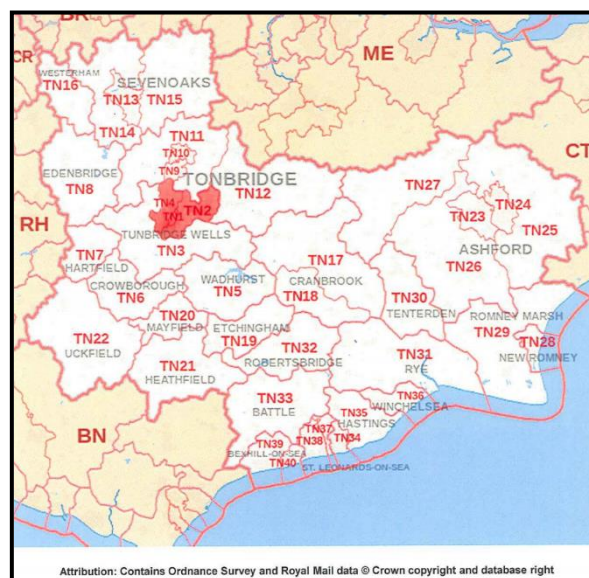 BR
ME
CR
WESTERHAM
TN16
SEVENOAKS
TN13
TN15
TN14
TN11
CT
TN10
TN9
EDENBRIDGE
TN8
TONBRIDGE
TN12
TN27
TN24
TN23
TN25
TN4
TN2
TN1
RH
TUNBRIDGE WELLS
TN3
ASHFORD
TN26
TN7
HARTFIELD
TN17
CRANBROOK
TN18
WADHURST
TN5
CROWBOROUGH
TN6
TN30
TENTERDEN
ROMNEY MARSH
TN29
TN28
NEW ROMNEY
TN20
MAYFIELD
ETCHINGHAM
TN19
TN22
UCKFIELD
TN32
ROBERTSBRIDGE
TN31
RYE
TN21
HEATHFIELD
TN33
BATTLE
TN36
WINCHELSEA
TN35
HASTINGS
TN37
TN38
TN34
BN
TN39
BEXHILL-ON-SEA
TN40
ST. LEONARDS-ON-SEA
Attribution: Contains Ordnance Survey and Royal Mail data © Crown copyright and database right